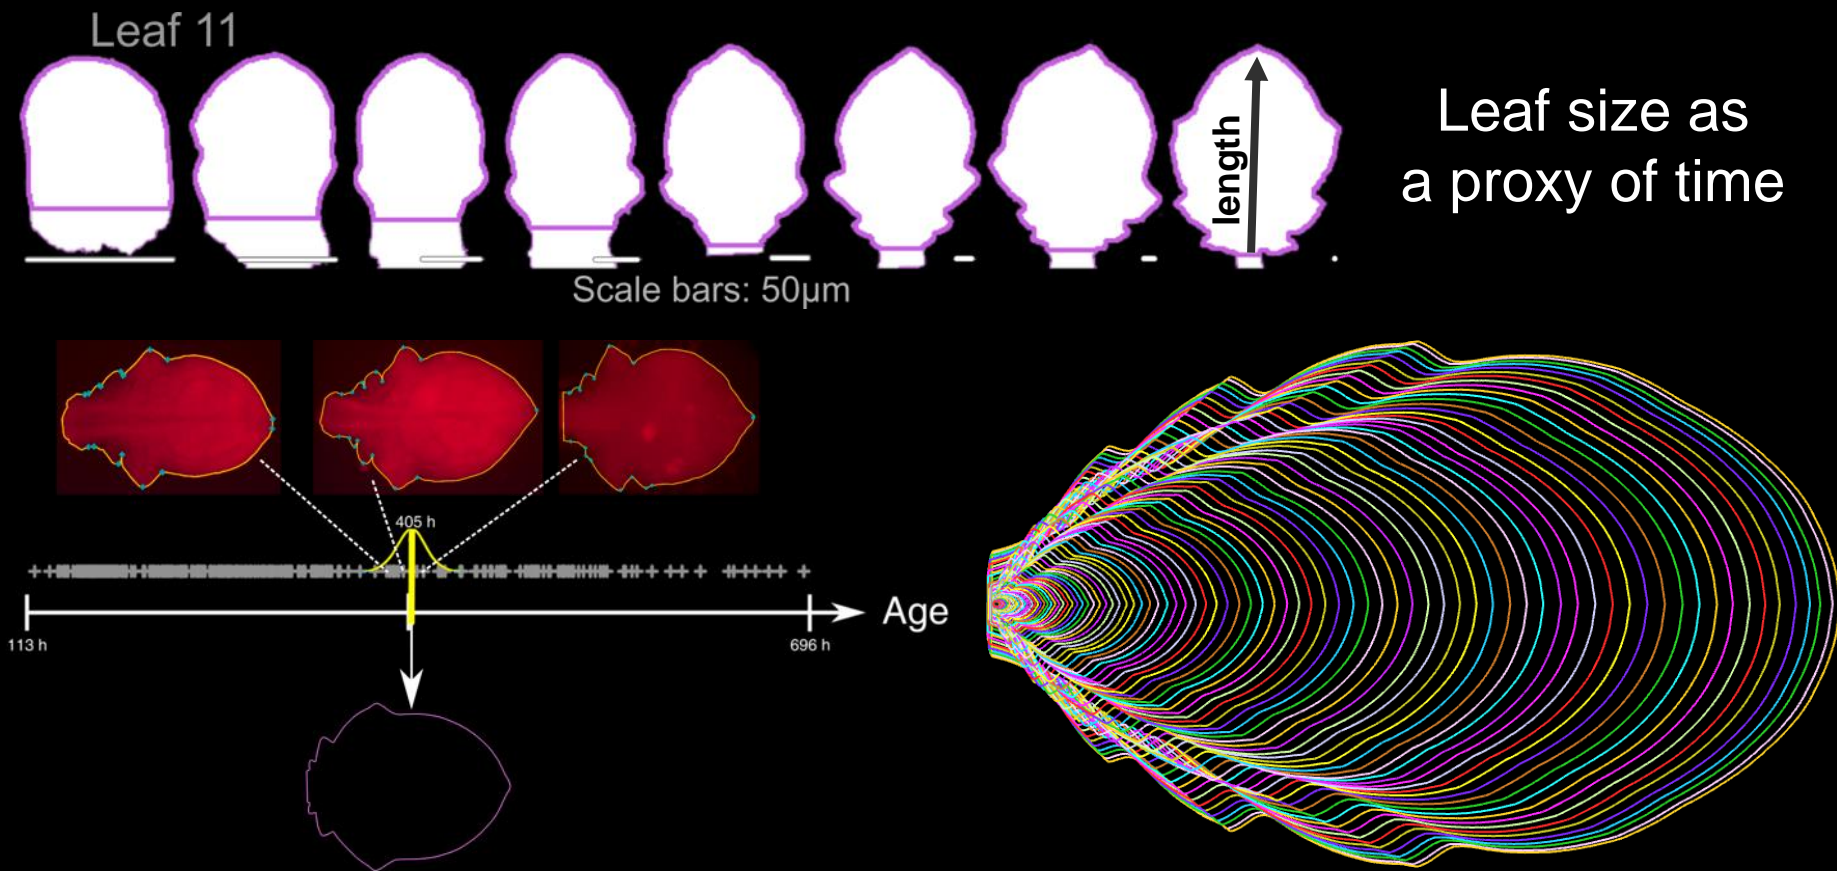 Leaf 11
length
Leaf size as
a proxy of time
Scale bars: 50µm
405 h
Age
113 h
696 h